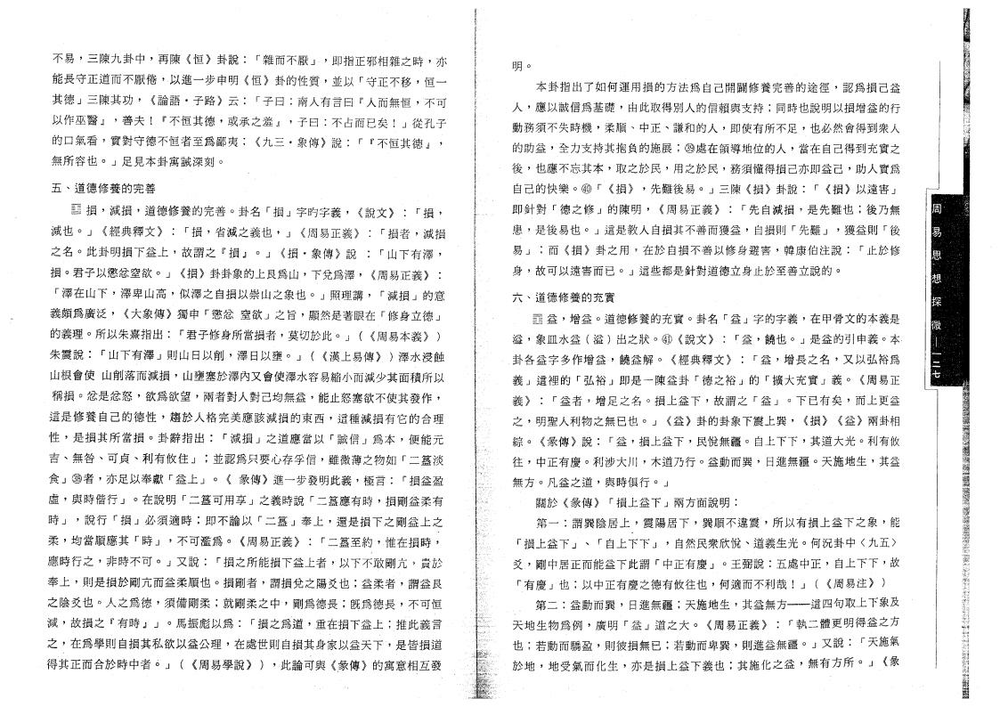 不易，三陳九卦中，再陳《恒》卦說：「雜而不厭」，即指正邪相雜之時，亦
能長守正道而不厭倦，以進一步申明《恒》卦的性質，並以「守正不移，恒一
其德」三陳其功，《論語·子路》云：「子曰：南人有言曰『人而無恒，不可
以作巫醫』，善夫！『不恒其德，或承之羞』，子曰：不占而已矣！」從孔子
的口氣看，實對守德不恒者至爲鄙夷；《九三·象傳》說：「『不恒其德』，
無所容也。」足見本卦寓誡深刻。
五、道德修養的完善
䷨損，減損，道德修養的完善。卦名「損」字旳字義，《說文》：「損，
減也。」《經典釋文》：「損，省減之義也，」《周易正義》：「損者，減損
之名。此卦明損下益上，故謂之『損』。」《損·象傳》說：「山下有澤，
損。君子以懲忿窒欲。」《損》卦卦象的上艮爲山，下兌爲澤，《周易正義》：
「澤在山下，澤卑山高，似澤之自損以崇山之象也。」照理講，「減損」的意
義頗爲廣泛，《大象傳》獨申「懲忿 窒欲」之旨，顯然是著眼在「修身立德」
的義理。所以朱熹指出：「君子修身所當損者，莫切於此。」（《周易本義》）
朱震說：「山下有澤」則山日以削，澤日以壅。」（《漢上易傳》）澤水浸蝕
山根會使 山削落而減損，山壅塞於澤內又會使澤水容易縮小而減少其面積所以
稱損。忿是忿怒，欲爲欲望，兩者對人對己均無益，能止怒塞欲不使其發作，
這是修養自己的德性，趨於人格完美應該減損的東西，這種減損有它的合理
性，是損其所當損。卦辭指出：「減損」之道應當以「誠信」爲本，便能元
吉、無咎、可貞、利有攸往」；並認爲只要心存孚信，雖微薄之物如「二簋淡
食」㊳者，亦足以奉獻「益上」。《 彖傳》進一步發明此義，極言：「損益盈
虛，與時偕行」。在說明「二簋可用享」之義時說「二簋應有時，損剛益柔有
時」，說行「損」必須適時：即不論以「二簋」奉上，還是損下之剛益上之
柔，均當順應其「時」，不可濫爲。《周易正義》：「二簋至約，惟在損時，
應時行之，非時不可。」又說：「損之所能損下益上者，以下不敢剛亢，貴於
奉上，則是損於剛亢而益柔順也。損剛者，謂損兌之陽爻也；益柔者，謂益艮
之陰爻也。人之爲德，須備剛柔；就剛柔之中，剛爲德長；旣爲德長，不可恒
減，故損之『有時』」。馬振彪以爲：「損之爲道，重在損下益上；推此義言
之，在爲學則自損其私欲以益公理，在處世則自損其身家以益天下，是皆損道
得其正而合於時中者。」（《周易學說》），此論可與《彖傳》的寓意相互發
明。
本卦指出了如何運用損的方法爲自己開闢修養完善的途徑，認爲損己益
人，應以誠信爲基礎，由此取得別人的信賴與支持；同時也說明以損增益的行
動務須不失時機，柔順、中正、謙和的人，即使有所不足，也必然會得到衆人
的助益，全力支持其抱負的施展；㊴處在領導地位的人，當在自己得到充實之
後，也應不忘其本，取之於民，用之於民，務須懂得損己亦即益己，助人實爲
自己的快樂。㊵「《損》，先難後易。」三陳《損》卦說：「《損》以遠害」
即針對「德之修」的陳明，《周易正義》：「先自減損，是先難也；後乃無
患，是後易也。」這是教人自損其不善而獲益，自損則「先難」，獲益則「後
易」；而《損》卦之用，在於自損不善以修身避害，韓康伯注說：「止於修
身，故可以遠害而已。」這些都是針對道德立身止於至善立說的。
六、道德修養的充實
䷩益，增益。道德修養的充實。卦名「益」字的字義，在甲骨文的本義是
溢，象皿水益（溢）出之狀。㊶《說文》：「益，饒也。」是益的引申義。本
卦各益字多作增益，饒益解。《經典釋文》：「益，增長之名，又以弘裕爲
義」這裡的「弘裕」即是一陳益卦「德之裕」的「擴大充實」義。《周易正
義》：「益者，增足之名。損上益下，故謂之「益」。下已有矣，而上更益
之，明聖人利物之無已也。」《益》卦的卦象下震上巽，《損》《益》兩卦相
綜。《彖傳》說：「益，損上益下，民悅無疆。自上下下，其道大光。利有攸
往，中正有慶。利涉大川，木道乃行。益動而巽，日進無疆。天施地生，其益
無方。凡益之道，與時俱行。」
關於《彖傳》「損上益下」兩方面說明：
第一：謂巽陰居上，震陽居下，巽順不違震，所以有損上益下之象，能
「損上益下」、「自上下下」，自然民衆欣悅、道義生光。何況卦中〈九五〉
爻，剛中居正而能益下此謂「中正有慶」。王弼說：五處中正，自上下下，故
「有慶」也；以中正有慶之德有攸往也，何適而不利哉！」（《周易注》）
第二：益動而巽，日進無疆；天施地生，其益無方——這四句取上下象及
天地生物爲例，廣明「益」道之大。《周易正義》：「執二體更明得益之方
也；若動而驕盈，則彼損無已；若動而卑巽，則進益無疆。」又說：「天施氣
於地，地受氣而化生，亦是損上益下義也；其施化之益，無有方所。」《彖
周易思想探微—一二七